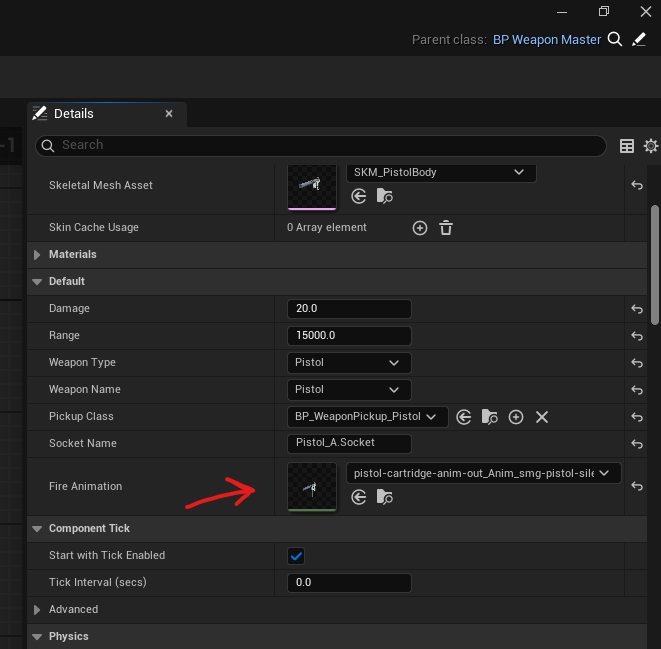 Parent class: BP Weapon Master
Details
Search
Skeletal Mesh Asset
SKM_PistolBody
Skin Cache Usage 0 Array element
Materials
Default
Damage 20.0
Range 15000.0
Weapon Type Pistol
Weapon Name Pistol
Pickup Class BP_WeaponPickup_Pistol
Socket Name Pistol_A.Socket
Fire Animation pistol-cartridge-anim-out_Anim_smg-pistol-sile
Component Tick
Start with Tick Enabled
Tick Interval (secs) 0.0
Advanced
Physics